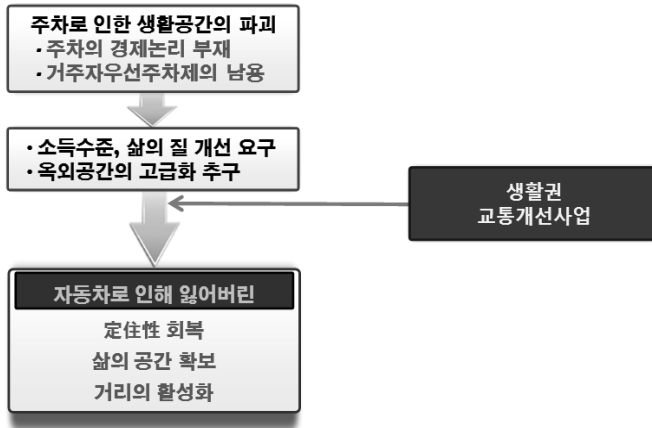 주차로 인한 생활공간의 파괴
· 주차의 경제논리 부재
· 거주자우선주차제의 남용
· 소득수준, 삶의 질 개선 요구
· 옥외공간의 고급화 추구
생활권
교통개선사업
자동차로 인해 잃어버린
定住性 회복
삶의 공간 확보
거리의 활성화